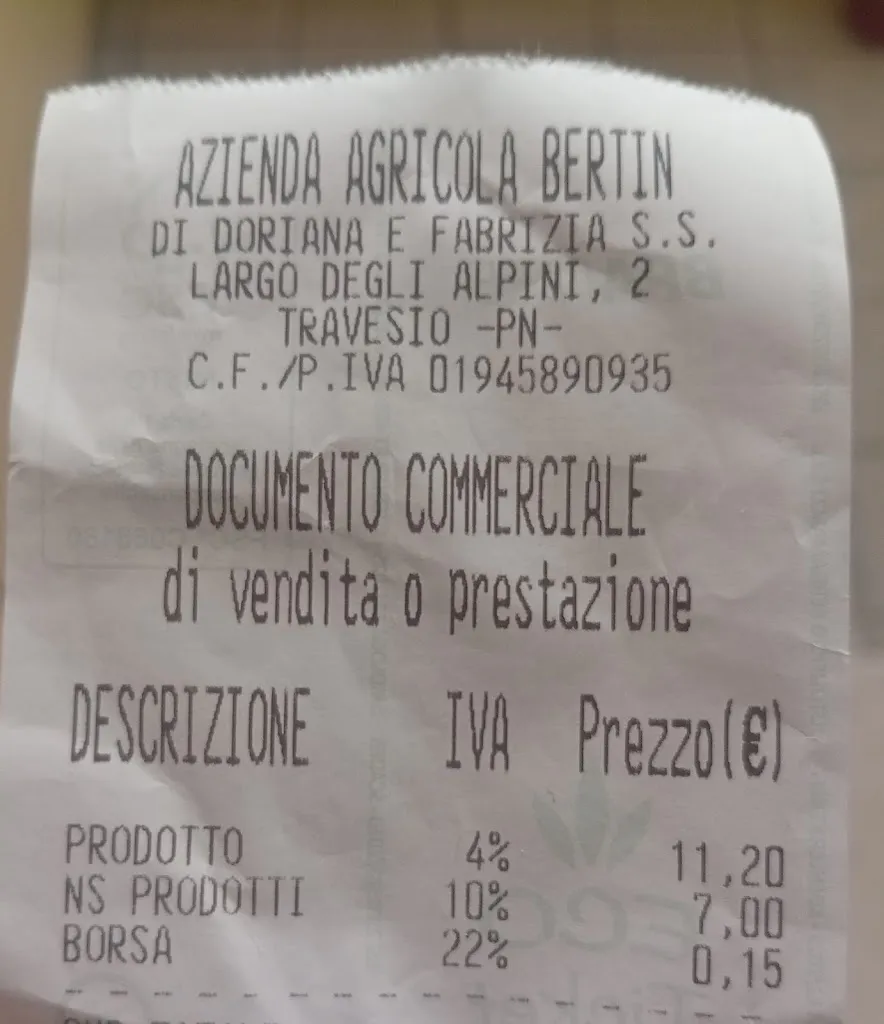 AZIENDA AGRICOLA BERTIN
DI DORIANA E FABRIZIA S.S.
LARGO DEGLI ALPINI, 2
TRAVESIO -PN-
C.F./P.IVA 01945890935
DOCUMENTO COMMERCIALE
di vendita o prestazione
DESCRIZIONE IVA Prezzo(€)
PRODOTTO 4% 11,20
NS PRODOTTI 10% 7,00
BORSA 22% 0,15